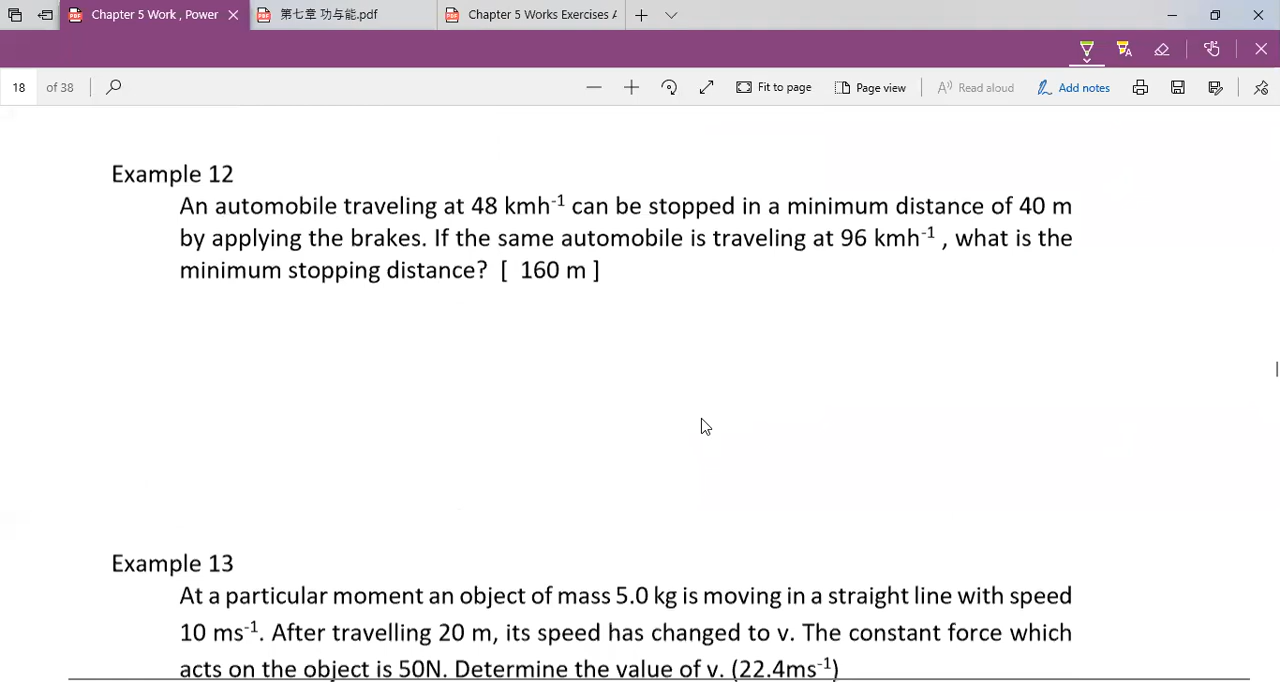 Chapter 5 Work , Power
第七章 功与能.pdf
Chapter 5 Works Exercises
18 of 38
Fit to page
Page view
Read aloud
Add notes
Example 12
An automobile traveling at 48 kmh⁻¹ can be stopped in a minimum distance of 40 m
by applying the brakes. If the same automobile is traveling at 96 kmh⁻¹ , what is the
minimum stopping distance? [ 160 m ]
Example 13
At a particular moment an object of mass 5.0 kg is moving in a straight line with speed
10 ms⁻¹. After travelling 20 m, its speed has changed to v. The constant force which
acts on the object is 50N. Determine the value of v. (22.4ms⁻¹)